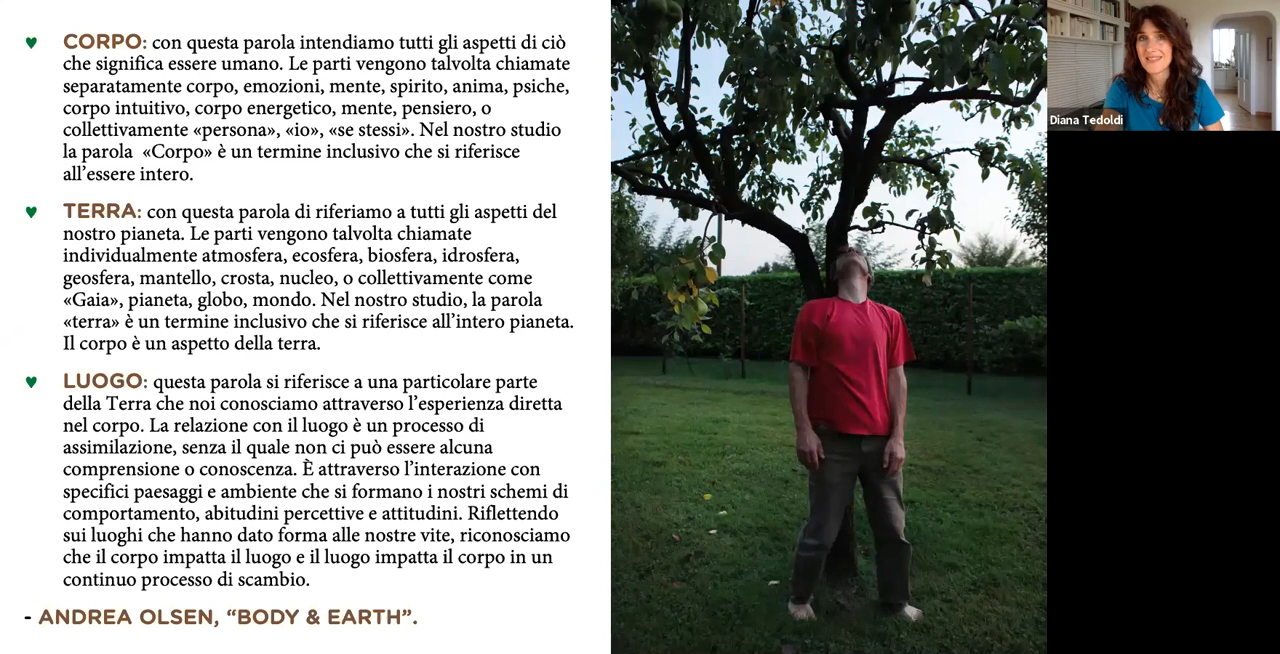 CORPO: con questa parola intendiamo tutti gli aspetti di ciò
che significa essere umano. Le parti vengono talvolta chiamate
separatamente corpo, emozioni, mente, spirito, anima, psiche,
corpo intuitivo, corpo energetico, mente, pensiero, o
collettivamente «persona», «io», «se stessi». Nel nostro studio
la parola «Corpo» è un termine inclusivo che si riferisce
all'essere intero.
TERRA: con questa parola di riferiamo a tutti gli aspetti del
nostro pianeta. Le parti vengono talvolta chiamate
individualmente atmosfera, ecosfera, biosfera, idrosfera,
geosfera, mantello, crosta, nucleo, o collettivamente come
«Gaia», pianeta, globo, mondo. Nel nostro studio, la parola
«terra» è un termine inclusivo che si riferisce all'intero pianeta.
Il corpo è un aspetto della terra.
LUOGO: questa parola si riferisce a una particolare parte
della Terra che noi conosciamo attraverso l'esperienza diretta
nel corpo. La relazione con il luogo è un processo di
assimilazione, senza il quale non ci può essere alcuna
comprensione o conoscenza. È attraverso l'interazione con
specifici paesaggi e ambiente che si formano i nostri schemi di
comportamento, abitudini percettive e attitudini. Riflettendo
sui luoghi che hanno dato forma alle nostre vite, riconosciamo
che il corpo impatta il luogo e il luogo impatta il corpo in un
continuo processo di scambio.
- ANDREA OLSEN, “BODY & EARTH”.
Diana Tedoldi